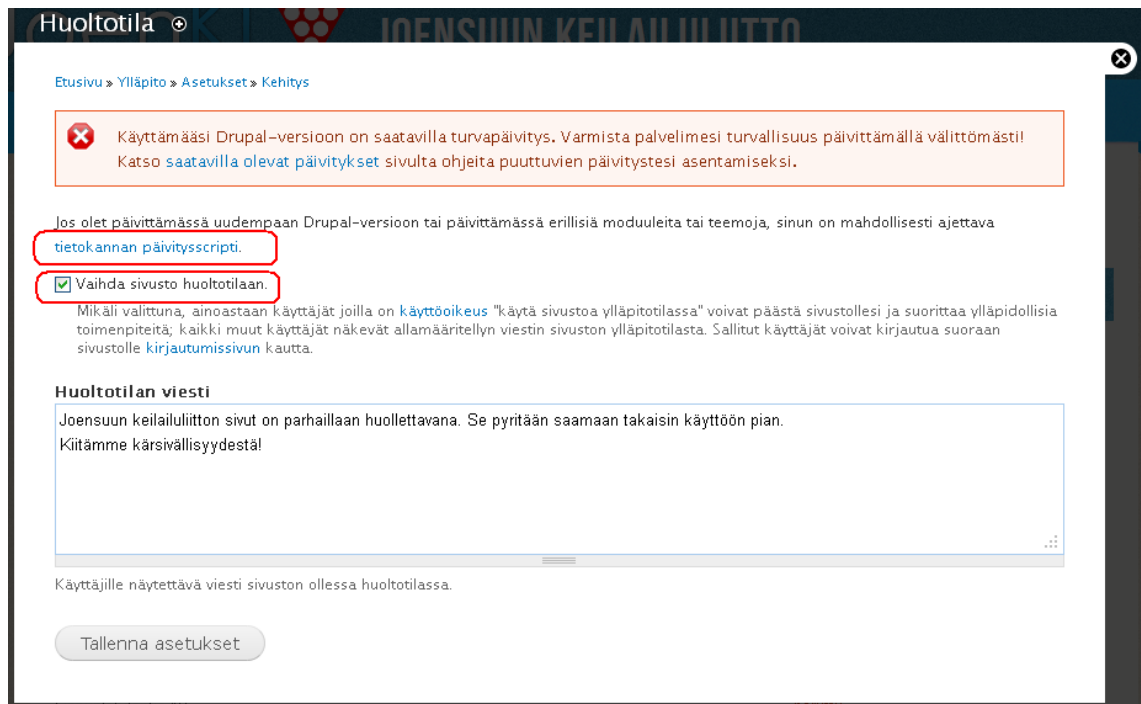 Huoltotila
JOENSUUN KEILAILULIITTO
Etusivu » Ylläpito » Asetukset » Kehitys
Käyttämääsi Drupal-versioon on saatavilla turvapäivitys. Varmista palvelimesi turvallisuus päivittämällä välittömästi!
Katso saatavilla olevat päivitykset sivulta ohjeita puuttuvien päivitystesi asentamiseksi.
Jos olet päivittämässä uudempaan Drupal-versioon tai päivittämässä erillisiä moduuleita tai teemoja, sinun on mahdollisesti ajettava
tietokannan päivitysscripti.
Vaihda sivusto huoltotilaan.
Mikäli valittuna, ainoastaan käyttäjät joilla on käyttöoikeus "käytä sivustoa ylläpitotilassa" voivat päästä sivustollesi ja suorittaa ylläpidollisia
toimenpiteitä; kaikki muut käyttäjät näkevät allamääritellyn viestin sivuston ylläpitotilasta. Sallitut käyttäjät voivat kirjautua suoraan
sivustolle kirjautumissivun kautta.
Huoltotilan viesti
Joensuun keilailuliitton sivut on parhaillaan huollettavana. Se pyritään saamaan takaisin käyttöön pian.
Kiitämme kärsivällisyydestä!
Käyttäjille näytettävä viesti sivuston ollessa huoltotilassa.
Tallenna asetukset